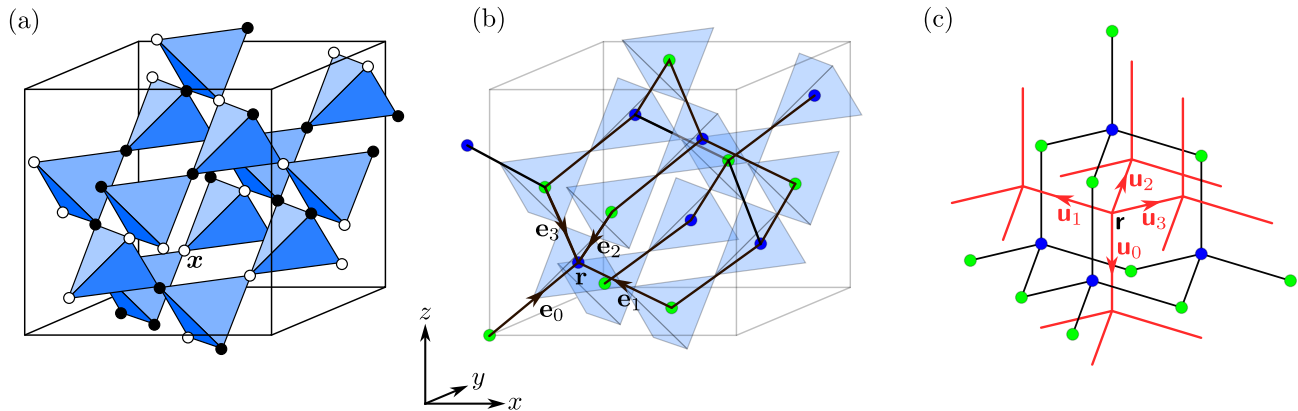 (a)
(b)
(c)
x
e₃
e₂
r
e₁
e₀
z
y
x
u₂
u₁
r
u₃
u₀